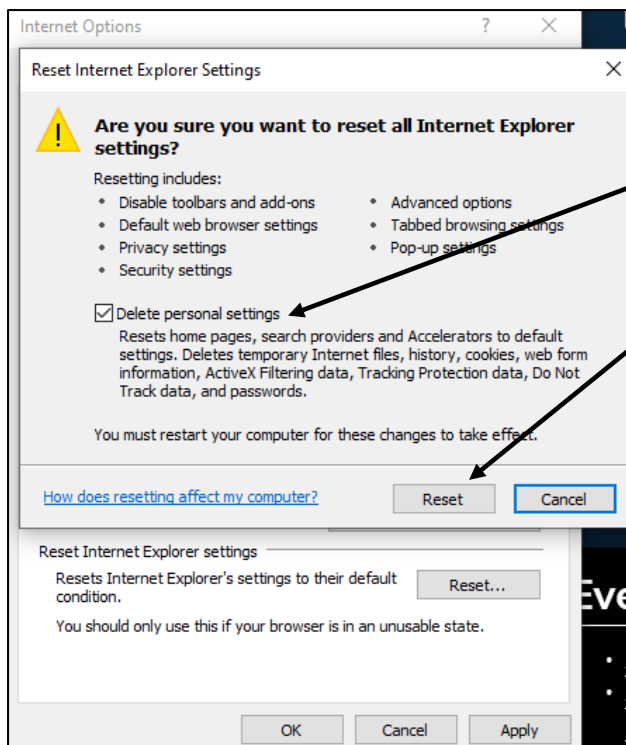 Internet Options
Reset Internet Explorer Settings
Are you sure you want to reset all Internet Explorer
settings?
Resetting includes:
• Disable toolbars and add-ons
• Default web browser settings
• Privacy settings
• Security settings
• Advanced options
• Tabbed browsing settings
• Pop-up settings
Delete personal settings
Resets home pages, search providers and Accelerators to default
settings. Deletes temporary Internet files, history, cookies, web form
information, ActiveX Filtering data, Tracking Protection data, Do Not
Track data, and passwords.
You must restart your computer for these changes to take effect.
How does resetting affect my computer?
Reset
Cancel
Reset Internet Explorer settings
Resets Internet Explorer's settings to their default
condition.
Reset...
You should only use this if your browser is in an unusable state.
OK
Cancel
Apply